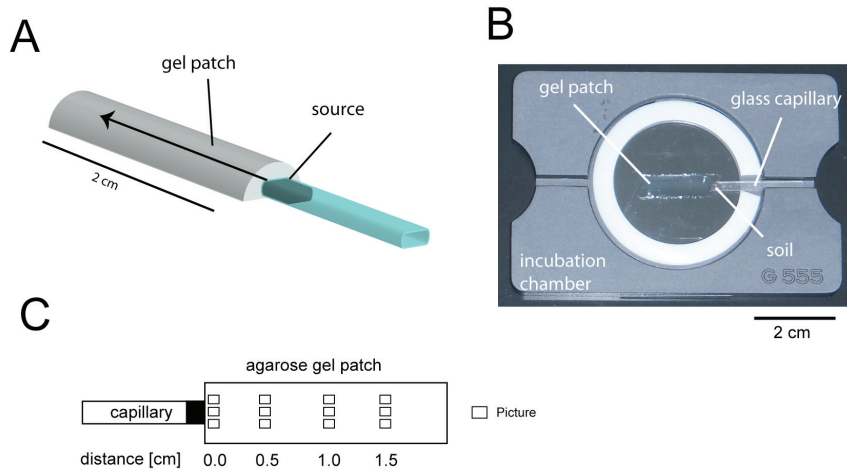 A
gel patch
source
2 cm
B
gel patch
glass capillary
soil
incubation
chamber
G 555
2 cm
C
agarose gel patch
capillary
Picture
distance [cm] 0.0 0.5 1.0 1.5